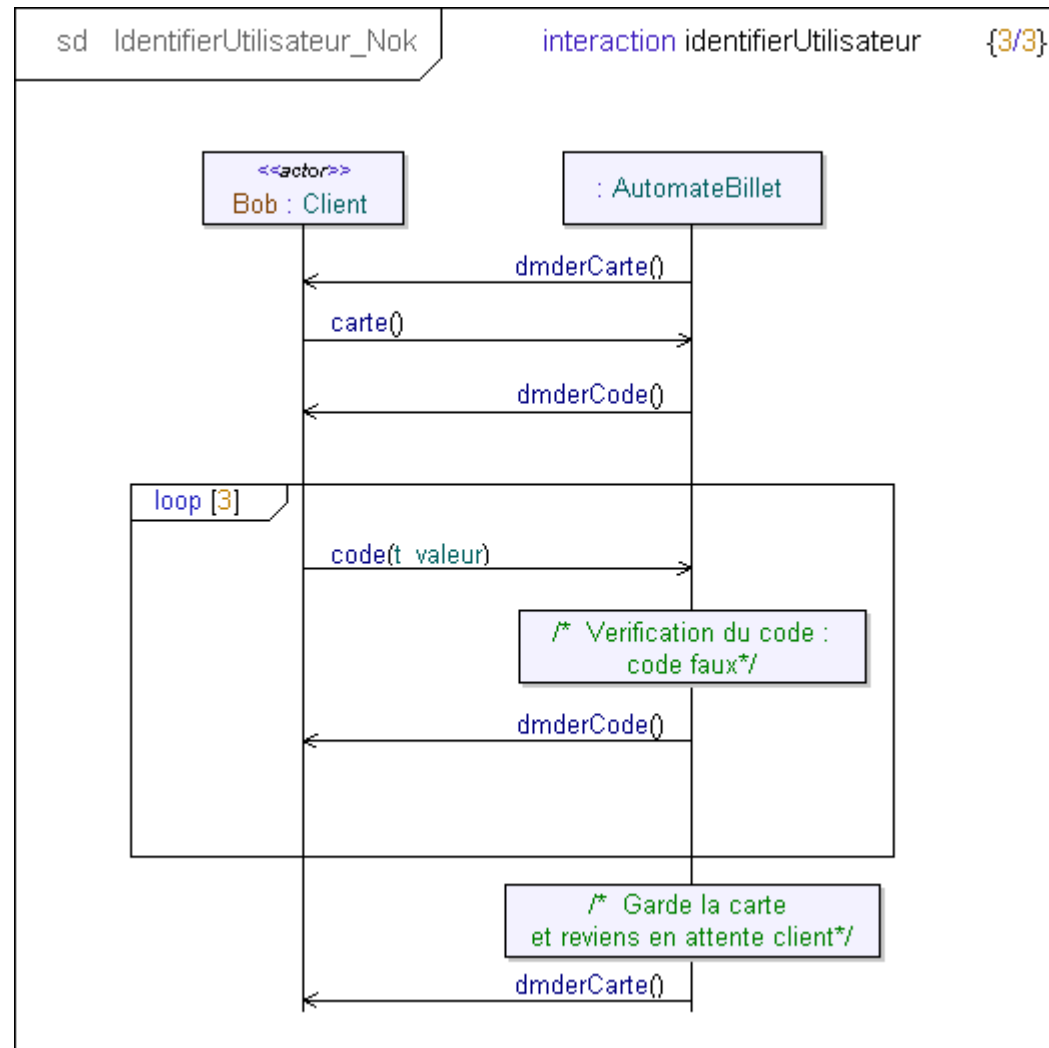 sd IdentifierUtilisateur_Nok
interaction identifierUtilisateur {3/3}
<<actor>>
Bob : Client
: AutomateBillet
dmderCarte()
carte()
dmderCode()
loop [3]
code(t_valeur)
/* Verification du code :
code faux*/
dmderCode()
/* Garde la carte
et reviens en attente client*/
dmderCarte()